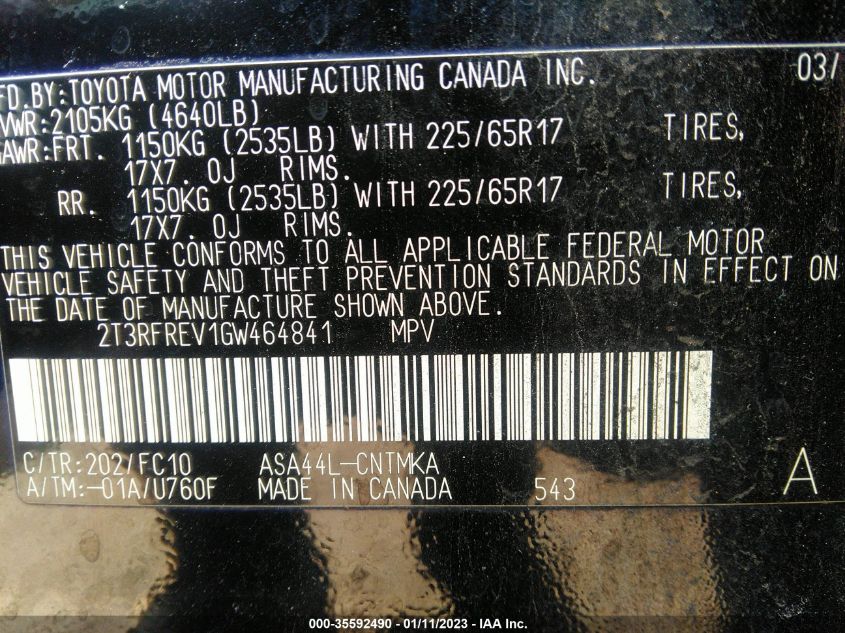 FD.BY:TOYOTA MOTOR MANUFACTURING CANADA INC. 03/
VWR:2105KG (4640LB)
GAWR:FRT. 1150KG (2535LB) WITH 225/65R17 TIRES,
17X7.0J RIMS.
RR. 1150KG (2535LB) WITH 225/65R17 TIRES,
17X7.0J RIMS.
THIS VEHICLE CONFORMS TO ALL APPLICABLE FEDERAL MOTOR
VEHICLE SAFETY AND THEFT PREVENTION STANDARDS IN EFFECT ON
THE DATE OF MANUFACTURE SHOWN ABOVE.
2T3RFREV1GW464841 MPV
C/TR:202/FC10 ASA44L-CNTMKA A
A/TM:-01A/U760F MADE IN CANADA 543
000-35592490 - 01/11/2023 - IAA Inc.